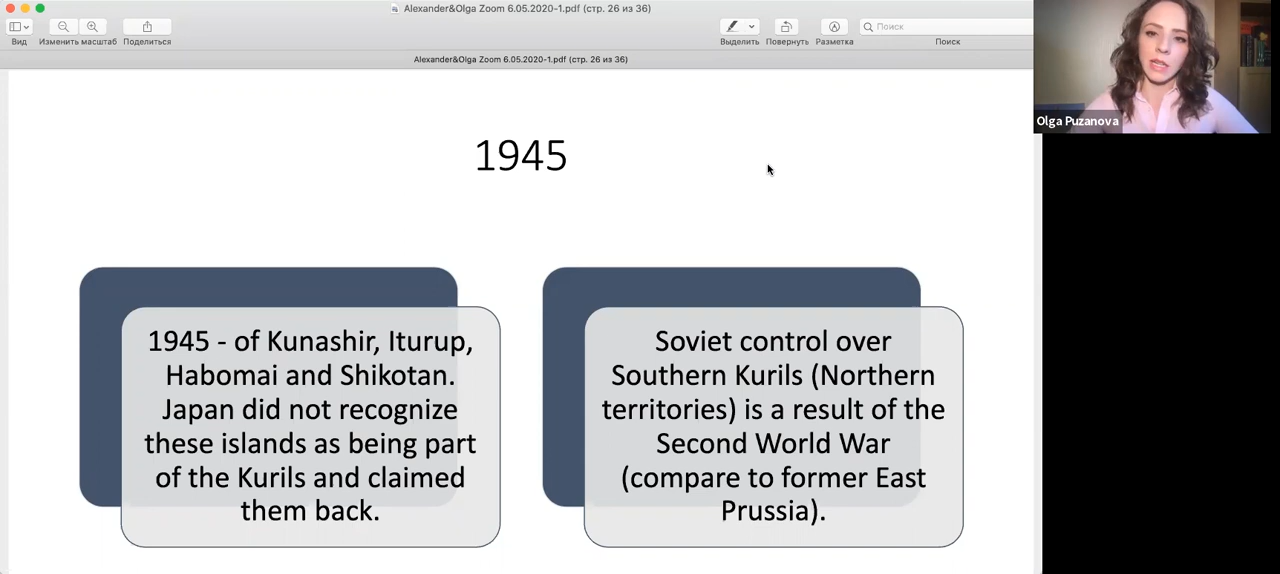 Alexander&Olga Zoom 6.05.2020-1.pdf (стр. 26 из 36)
Поиск
Вид
Изменить масштаб
Поделиться
Выделить
Повернуть
Разметка
Поиск
Alexander&Olga Zoom 6.05.2020-1.pdf (стр. 26 из 36)
Olga Puzanova
1945
1945 - of Kunashir, Iturup,
Habomai and Shikotan.
Japan did not recognize
these islands as being part
of the Kurils and claimed
them back.
Soviet control over
Southern Kurils (Northern
territories) is a result of the
Second World War
(compare to former East
Prussia).